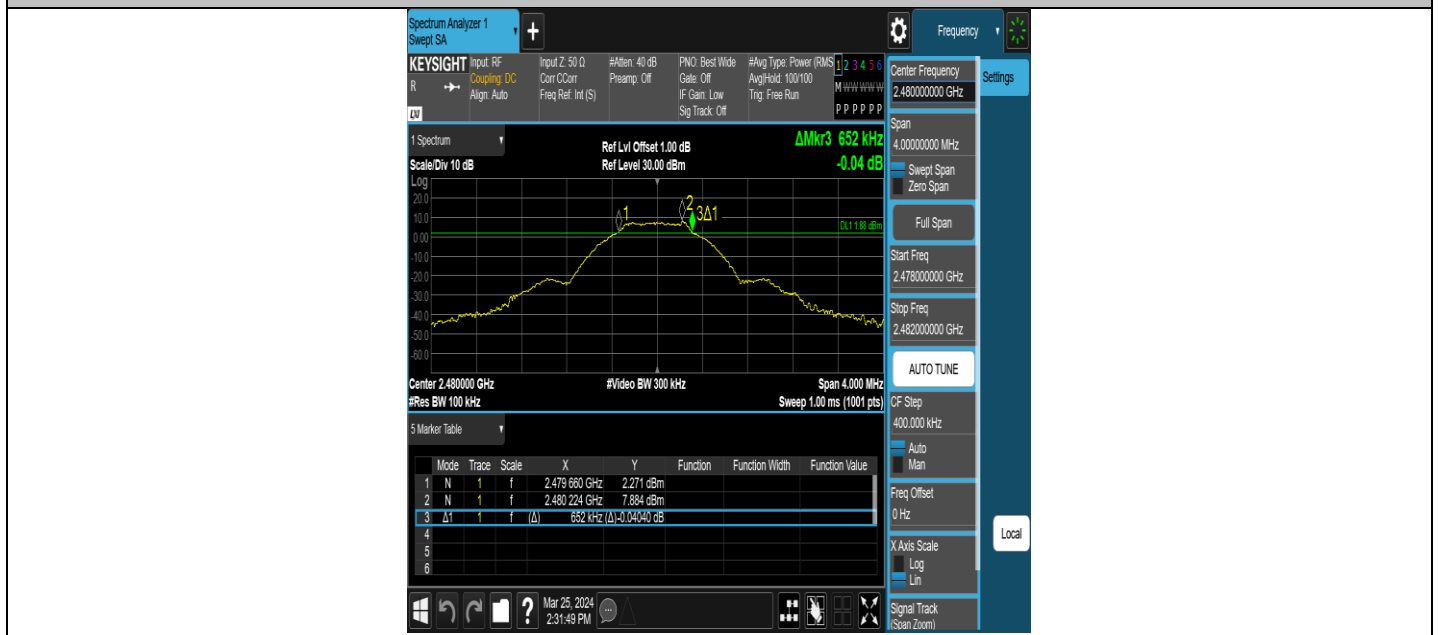 Spectrum Analyzer 1
Swept SA
+
Frequency
KEYSIGHT
R
LXI
Input: RF
Coupling: DC
Align: Auto
Input Z: 50 Ω
Corr CCorr
Freq Ref: Int (S)
#Atten: 40 dB
Preamp: Off
PNO: Best Wide
Gate: Off
IF Gain: Low
Sig Track: Off
#Avg Type: Power (RMS
Avg|Hold: 100/100
Trig: Free Run
1 2 3 4 5 6
M W W W W W
P P P P P P
1 Spectrum
Scale/Div 10 dB
Log
Ref Lvl Offset 1.00 dB
Ref Level 30.00 dBm
ΔMkr3 652 kHz
-0.04 dB
20.0
10.0
0.00
-10.0
-20.0
-30.0
-40.0
-50.0
-60.0
1
2
3Δ1
DL1 1.88 dBm
Center 2.480000 GHz
#Res BW 100 kHz
#Video BW 300 kHz
Span 4.000 MHz
Sweep 1.00 ms (1001 pts)
5 Marker Table
Mode Trace Scale X Y Function Function Width Function Value
1 N 1 f 2.479 660 GHz 2.271 dBm
2 N 1 f 2.480 224 GHz 7.884 dBm
3 Δ1 1 f (Δ) 652 kHz (Δ) -0.04040 dB
4
5
6
?
Mar 25, 2024
2:31:49 PM
Center Frequency
2.480000000 GHz
Settings
Span
4.00000000 MHz
Swept Span
Zero Span
Full Span
Start Freq
2.478000000 GHz
Stop Freq
2.482000000 GHz
AUTO TUNE
CF Step
400.000 kHz
Auto
Man
Freq Offset
0 Hz
Local
X Axis Scale
Log
Lin
Signal Track
(Span Zoom)